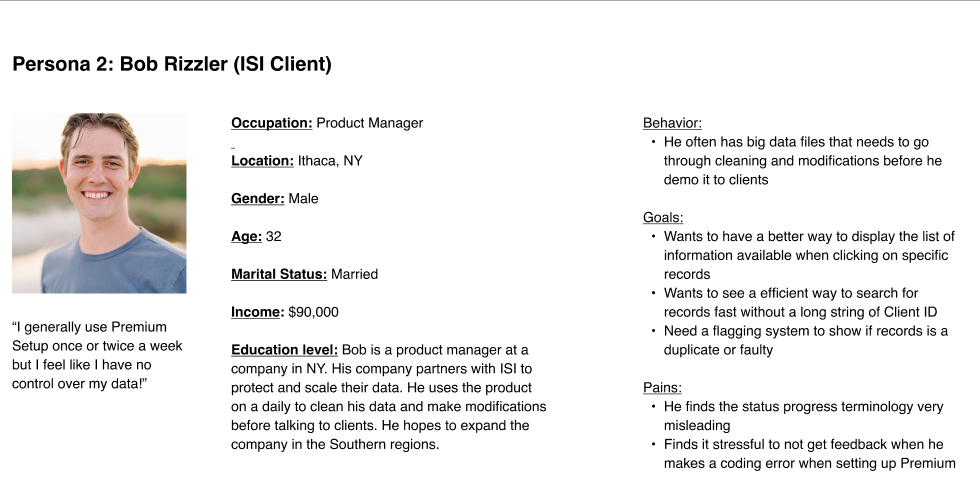 Persona 2: Bob Rizzler (ISI Client)
“I generally use Premium
Setup once or twice a week
but I feel like I have no
control over my data!”
Occupation: Product Manager
Location: Ithaca, NY
Gender: Male
Age: 32
Marital Status: Married
Income: $90,000
Education level: Bob is a product manager at a
company in NY. His company partners with ISI to
protect and scale their data. He uses the product
on a daily to clean his data and make modifications
before talking to clients. He hopes to expand the
company in the Southern regions.
Behavior:
• He often has big data files that needs to go
through cleaning and modifications before he
demo it to clients
Goals:
• Wants to have a better way to display the list of
information available when clicking on specific
records
• Wants to see a efficient way to search for
records fast without a long string of Client ID
• Need a flagging system to show if records is a
duplicate or faulty
Pains:
• He finds the status progress terminology very
misleading
• Finds it stressful to not get feedback when he
makes a coding error when setting up Premium